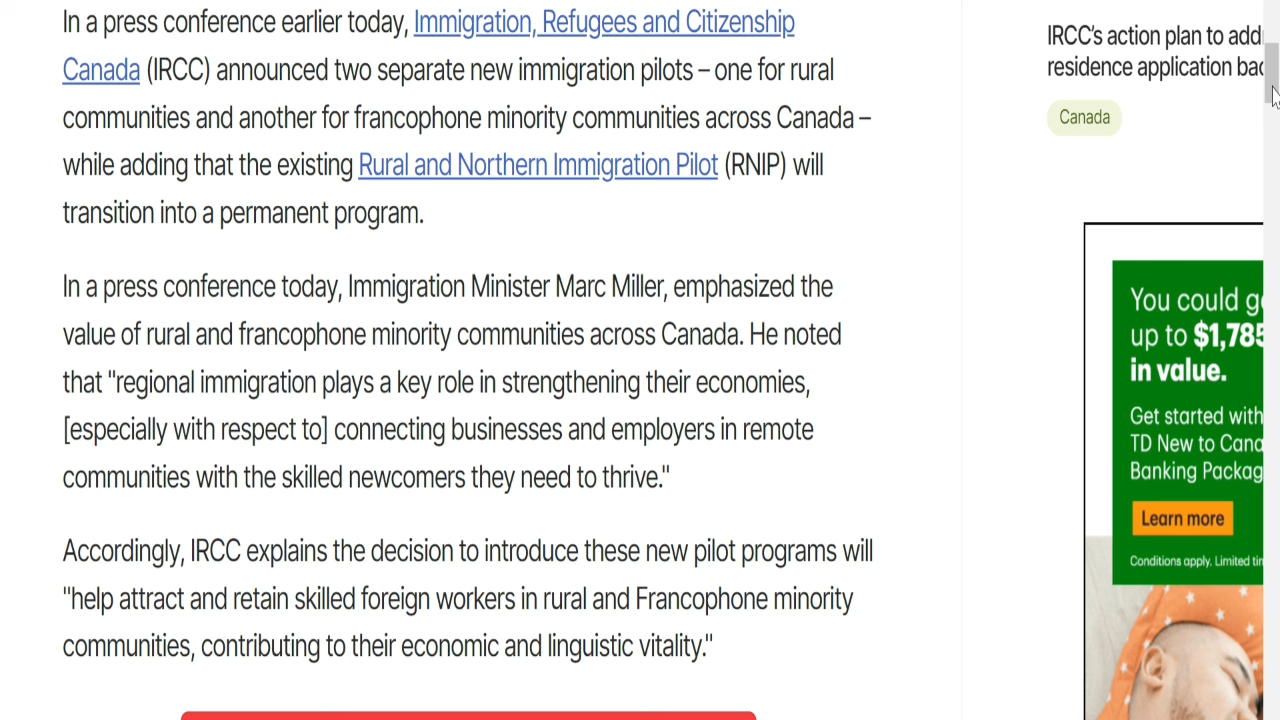 In a press conference earlier today, Immigration, Refugees and Citizenship
Canada (IRCC) announced two separate new immigration pilots – one for rural
communities and another for francophone minority communities across Canada –
while adding that the existing Rural and Northern Immigration Pilot (RNIP) will
transition into a permanent program.
In a press conference today, Immigration Minister Marc Miller, emphasized the
value of rural and francophone minority communities across Canada. He noted
that "regional immigration plays a key role in strengthening their economies,
[especially with respect to] connecting businesses and employers in remote
communities with the skilled newcomers they need to thrive."
Accordingly, IRCC explains the decision to introduce these new pilot programs will
"help attract and retain skilled foreign workers in rural and Francophone minority
communities, contributing to their economic and linguistic vitality."
IRCC's action plan to
residence application
Canada
You could
up to $1,785
in value.
Get started with
TD New to
Banking
Learn more
Conditions apply. Limited